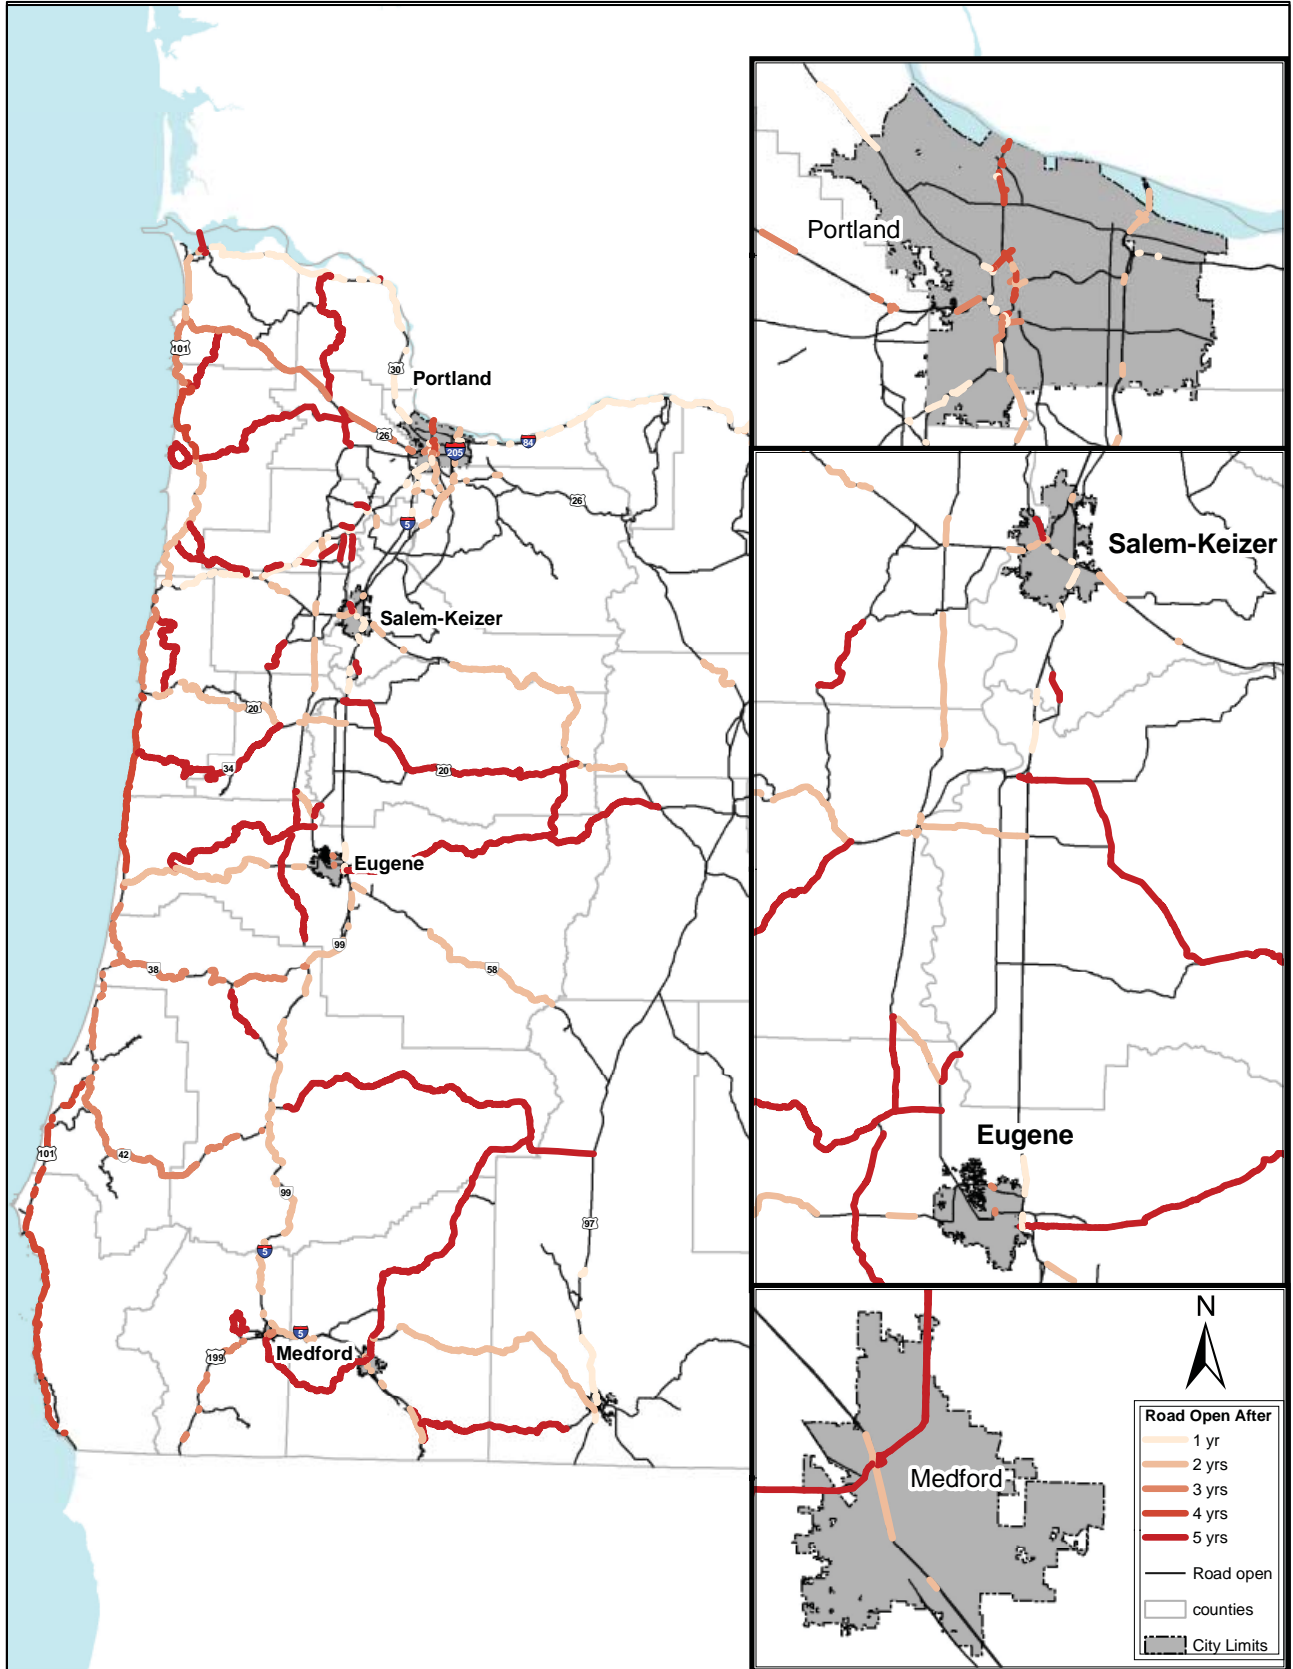 101
30
Portland
26
84
205
26
5
Salem-Keizer
20
34
20
Eugene
99
38
58
101
42
99
97
5
5
Medford
199
Portland
Salem-Keizer
Eugene
Medford
N
Road Open After
1 yr
2 yrs
3 yrs
4 yrs
5 yrs
Road open
counties
City Limits